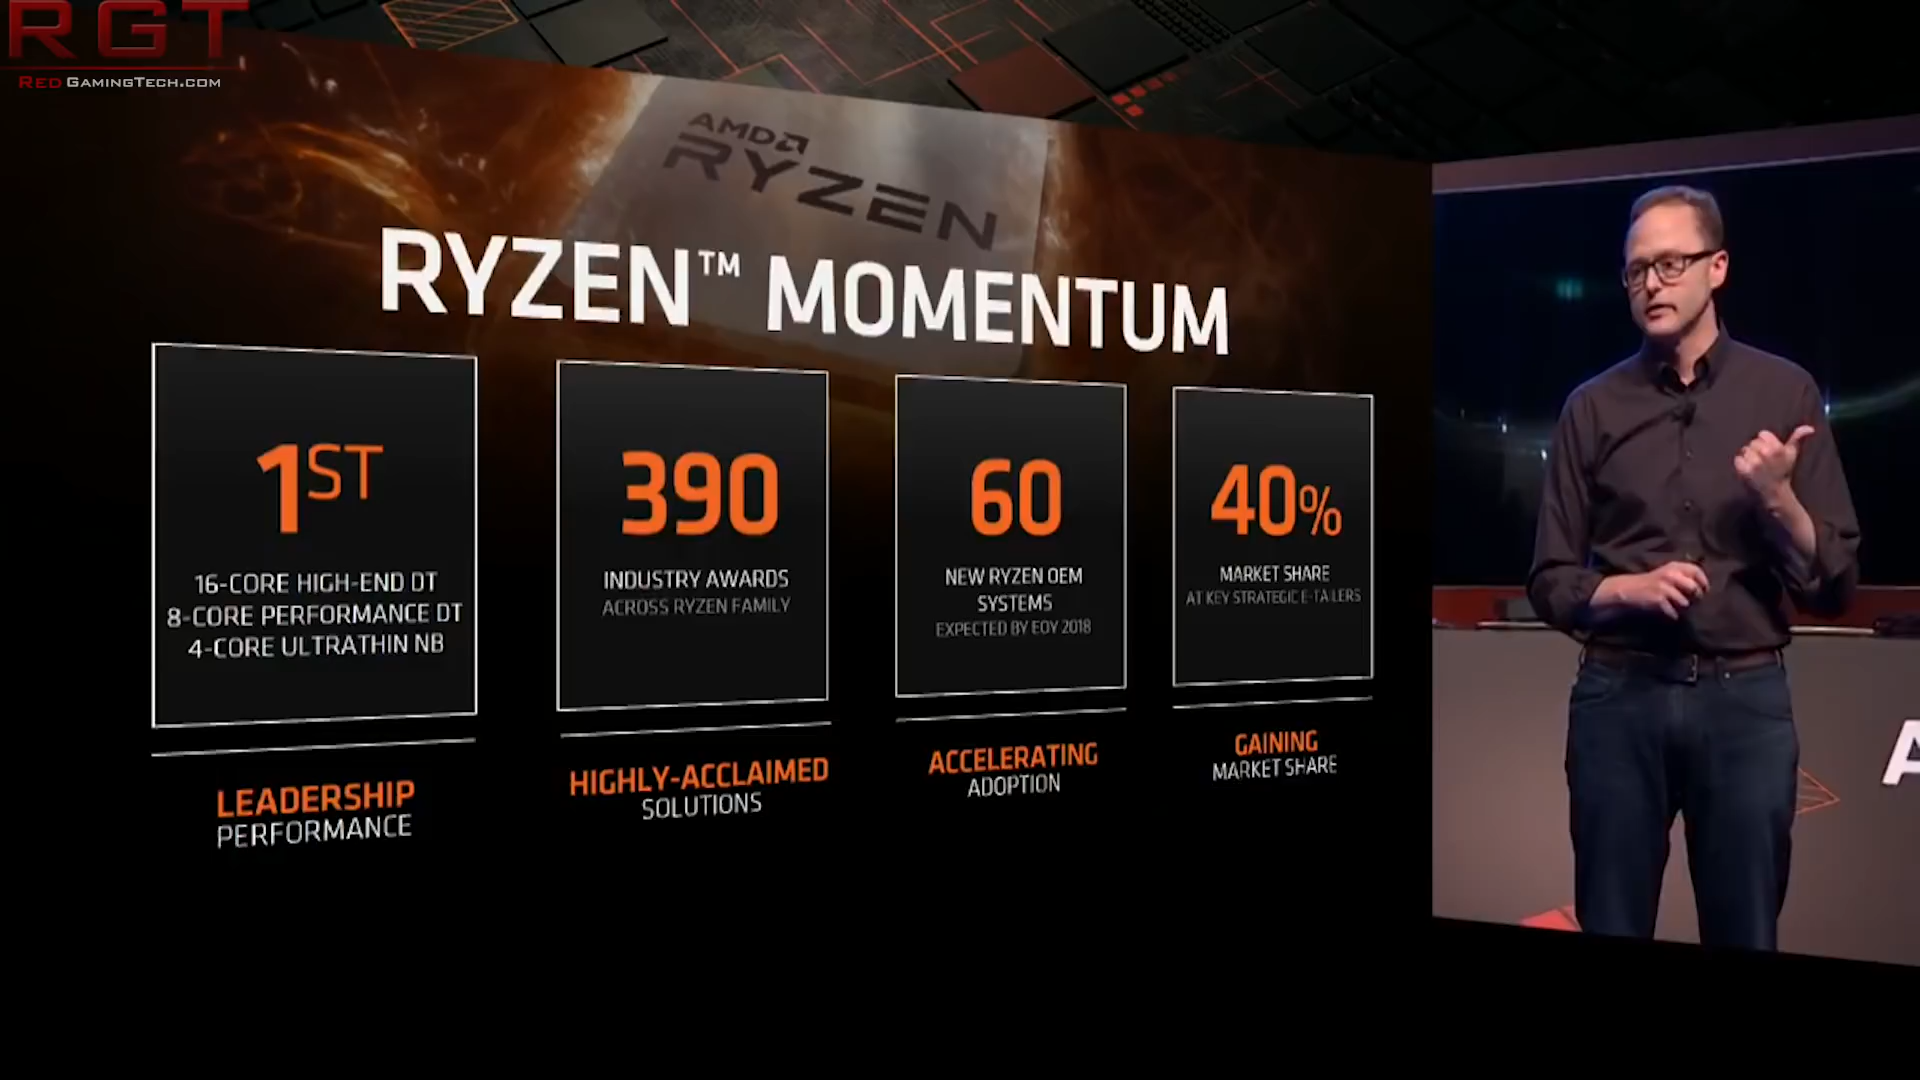 RGT
RED GAMINGTECH.COM
AMD
RYZEN
RYZEN™ MOMENTUM
1ST
16-CORE HIGH-END DT
8-CORE PERFORMANCE DT
4-CORE ULTRATHIN NB
LEADERSHIP
PERFORMANCE
390
INDUSTRY AWARDS
ACROSS RYZEN FAMILY
HIGHLY-ACCLAIMED
SOLUTIONS
60
NEW RYZEN OEM
SYSTEMS
EXPECTED BY EOY 2018
ACCELERATING
ADOPTION
40%
MARKET SHARE
AT KEY STRATEGIC E-TAILERS
GAINING
MARKET SHARE
A